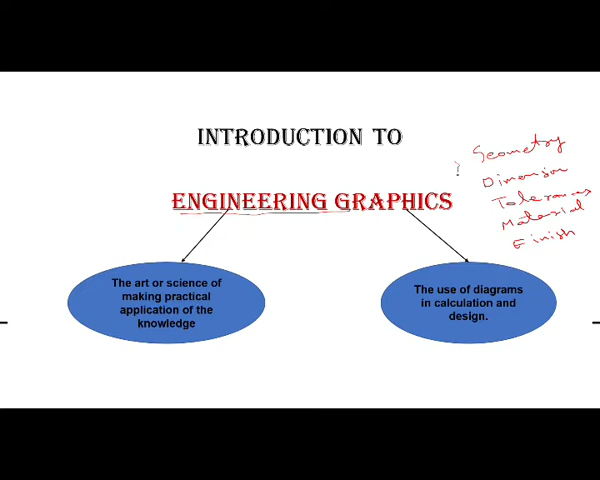 INTRODUCTION TO
ENGINEERING GRAPHICS
Geometry
Dimension
Tolerances
Material
Finish
The art or science of
making practical
application of the
knowledge
The use of diagrams
in calculation and
design.